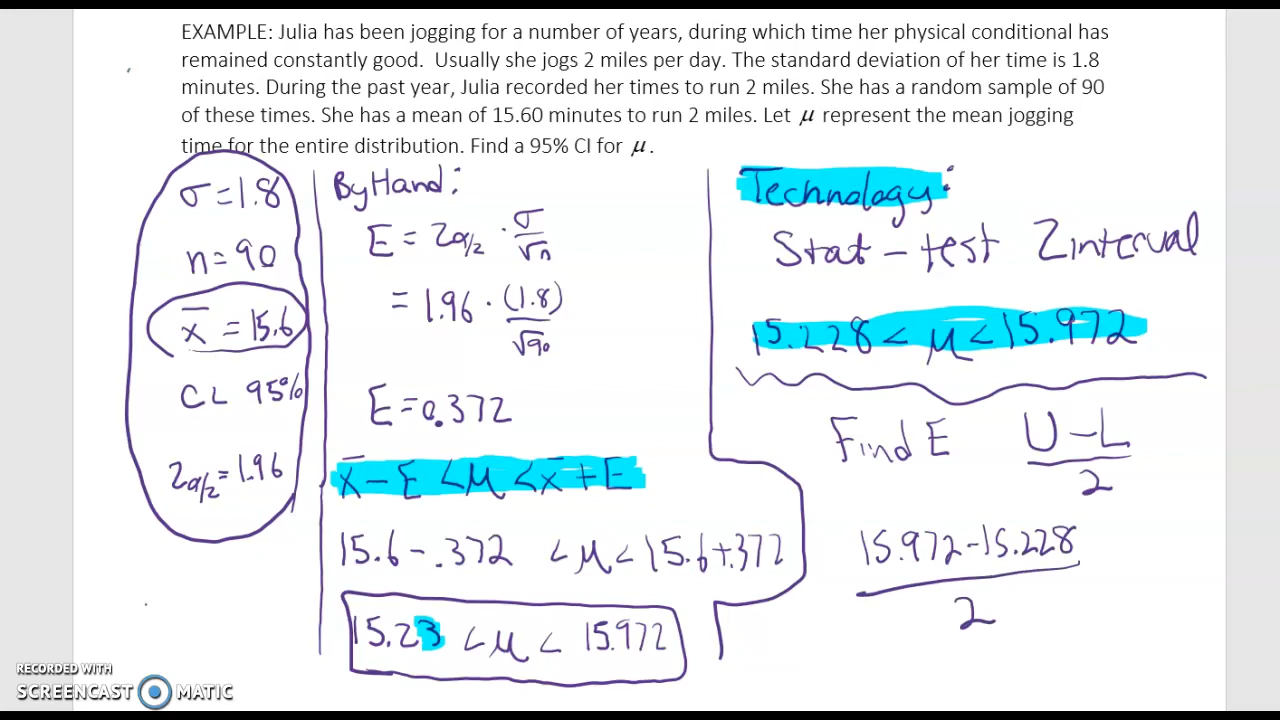 EXAMPLE: Julia has been jogging for a number of years, during which time her physical conditional has
remained constantly good. Usually she jogs 2 miles per day. The standard deviation of her time is 1.8
minutes. During the past year, Julia recorded her times to run 2 miles. She has a random sample of 90
of these times. She has a mean of 15.60 minutes to run 2 miles. Let μ represent the mean jogging
time for the entire distribution. Find a 95% CI for μ.
σ=1.8
n=90
x̄ = 15.6
CL 95%
Zα/2=1.96
By Hand:
E = Zα/2 · σ/√n
= 1.96 · (1.8)/√90
E=0.372
x̄ - E < μ < x̄ + E
15.6-.372 < μ < 15.6+.372
15.23 < μ < 15.972
Technology:
Stat - test Zinterval
15.228 < μ < 15.972
Find E U-L/2
15.972-15.228
2
RECORDED WITH
SCREENCAST MATIC